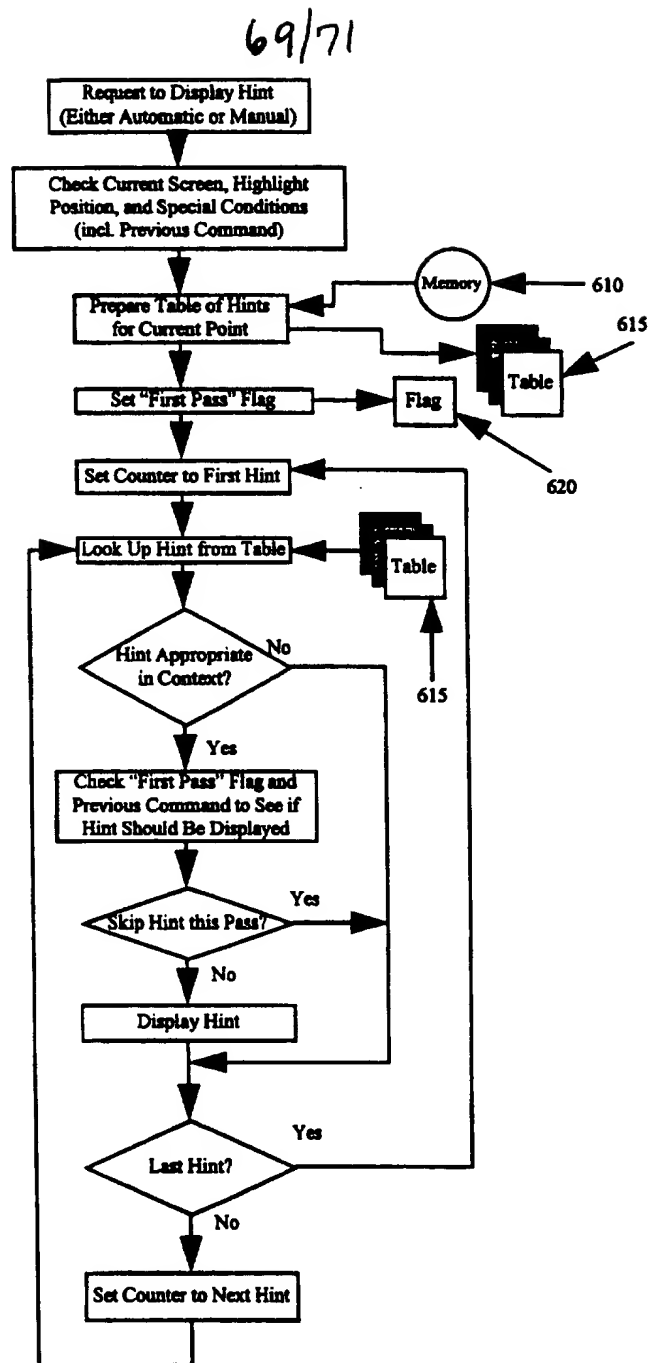 69/71
Request to Display Hint
(Either Automatic or Manual)
Check Current Screen, Highlight
Position, and Special Conditions
(incl. Previous Command)
Memory
610
Prepare Table of Hints
for Current Point
615
Table
Set "First Pass" Flag
Flag
620
Set Counter to First Hint
Look Up Hint from Table
Table
615
Hint Appropriate
in Context?
No
Yes
Check "First Pass" Flag and
Previous Command to See if
Hint Should Be Displayed
Skip Hint this Pass?
Yes
No
Display Hint
Last Hint?
Yes
No
Set Counter to Next Hint